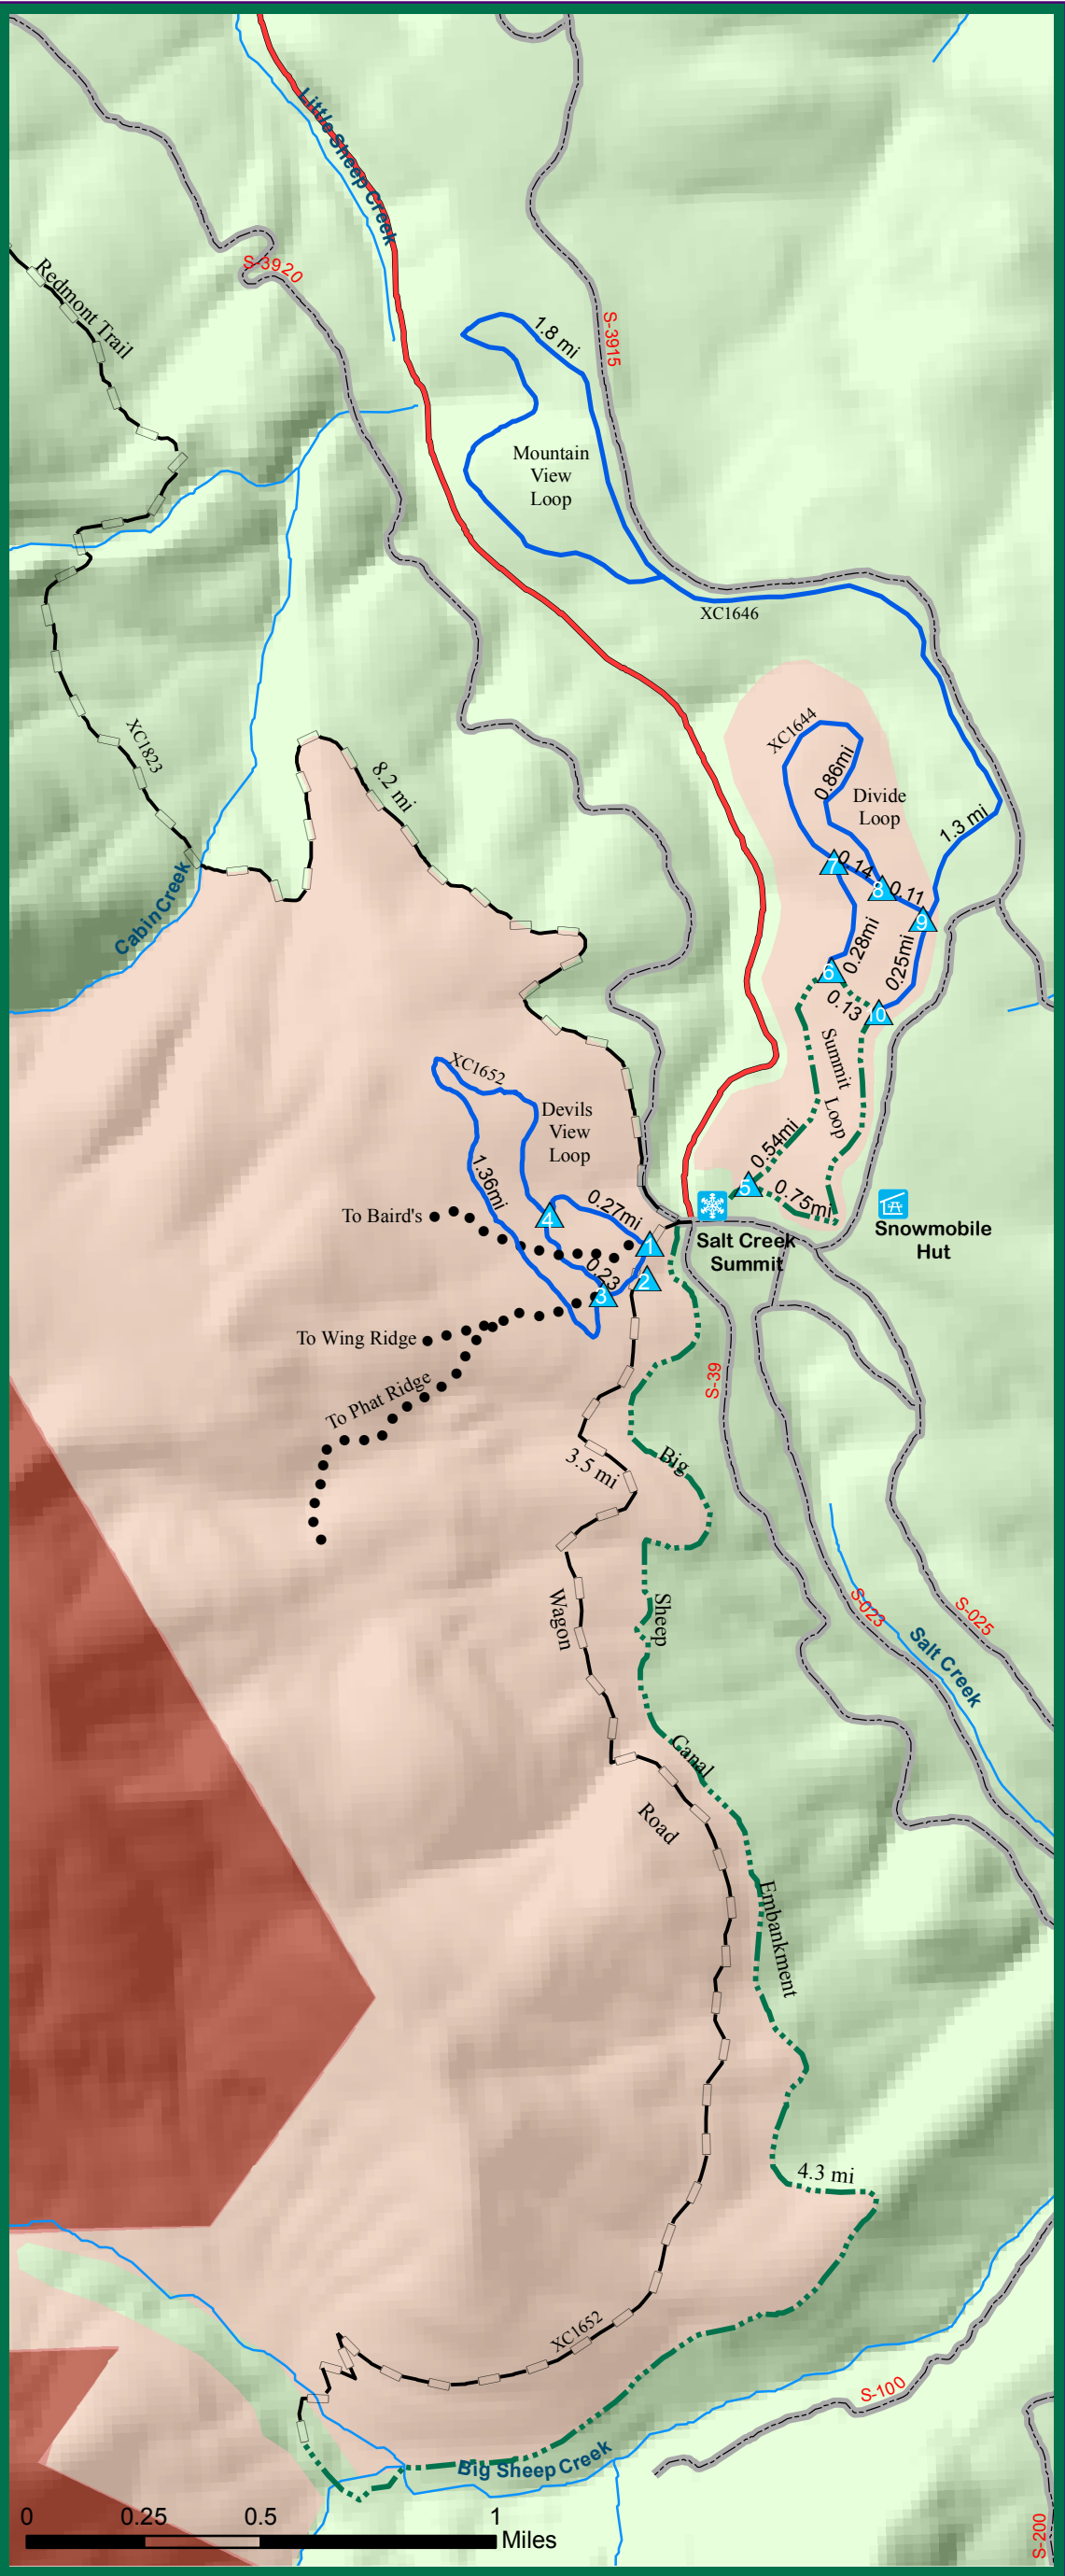 Little Sheep Creek
S-3920
Redmont Trail
S-3915
1.8 mi
Mountain
View
Loop
XC1646
XC1823
8.2 mi
XC1644
0.86mi
Divide
Loop
1.3 mi
7
0.14
8
0.11
9
Cabin Creek
0.28mi
025mi
6
0.13
10
Summit
Loop
XC1652
Devils
View
Loop
1.36mi
0.54mi
5
0.75mi
To Baird's
4
0.27mi
1
Salt Creek
Summit
Snowmobile
Hut
0.23
2
3
To Wing Ridge
To Phat Ridge
S-39
3.5 mi
Big
Wagon
Sheep
S-023
S-025
Salt Creek
Canal
Road
Embankment
4.3 mi
XC1652
S-100
Big Sheep Creek
S-200
0 0.25 0.5 1
Miles